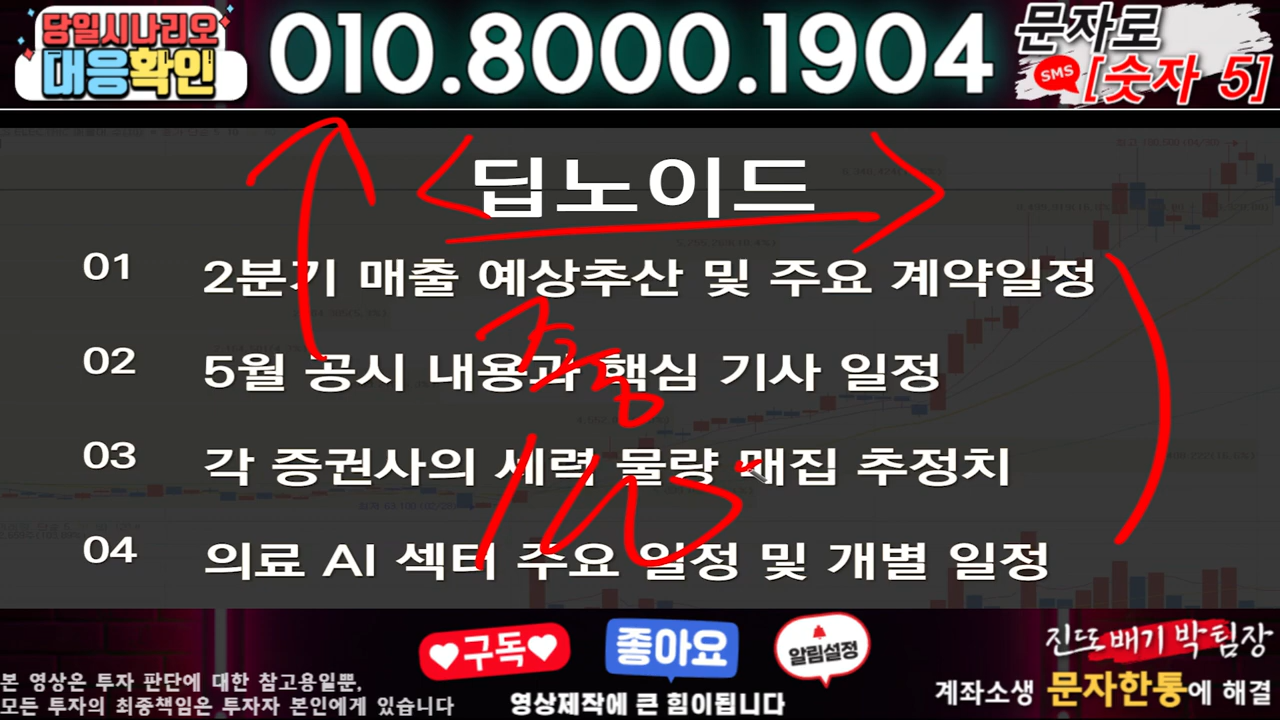 당일시나리오
대응확인
010.8000.1904
문자로
SMS
[숫자 5]
딥노이드
01 2분기 매출 예상추산 및 주요 계약일정
02 5월 공시 내용과 핵심 기사 일정
03 각 증권사의 세력 물량 매집 추정치
04 의료 AI 섹터 주요 일정 및 개별 일정
구독
좋아요
알림설정
영상제작에 큰 힘이됩니다
본 영상은 투자 판단에 대한 참고용일뿐,
모든 투자의 최종책임은 투자자 본인에게 있습니다
진또배기 박팀장
계좌소생 문자한통에 해결